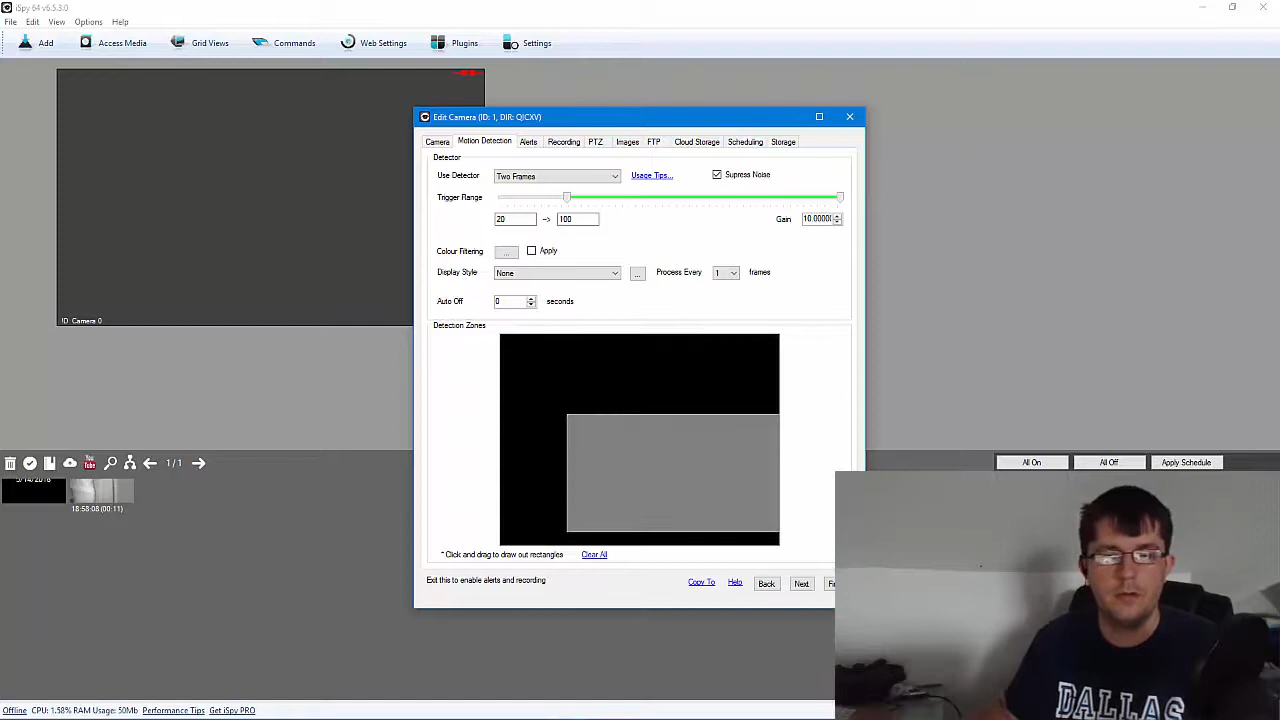 iSpy 64 v6.5.3.0
File Edit View Options Help
Add Access Media Grid Views Commands Web Settings Plugins Settings
Edit Camera (ID: 1, DIR: QICXV)
Camera Motion Detection Alerts Recording PTZ Images FTP Cloud Storage Scheduling Storage
Detector
Use Detector Two Frames Usage Tips... Supress Noise
Trigger Range
20 --> 100 Gain 10.0000
Colour Filtering ... Apply
Display Style None ... Process Every 1 frames
Auto Off 0 seconds
!D Camera 0
Detection Zones
You Tube 1/1
All On All Off Apply Schedule
5/14/2018
18:58:08 (00:11)
* Click and drag to draw out rectangles Clear All
Exit this to enable alerts and recording Copy To Help Back Next
DALLAS
Offline CPU: 1.58% RAM Usage: 50Mb Performance Tips Get iSpy PRO